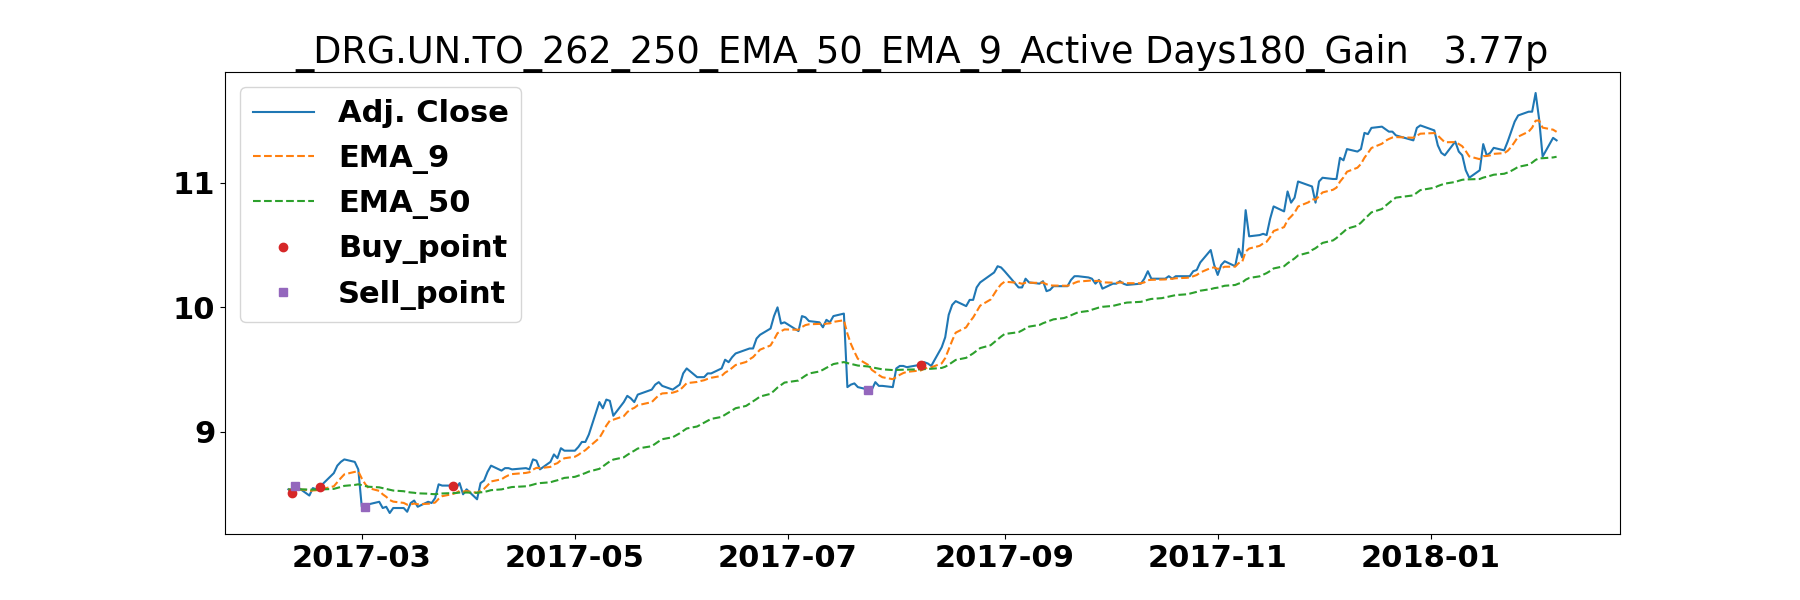 _DRG.UN.TO_262_250_EMA_50_EMA_9_Active Days180_Gain   3.77p
Adj. Close
EMA_9
EMA_50
Buy_point
Sell_point
11
10
9
2017-03
2017-05
2017-07
2017-09
2017-11
2018-01